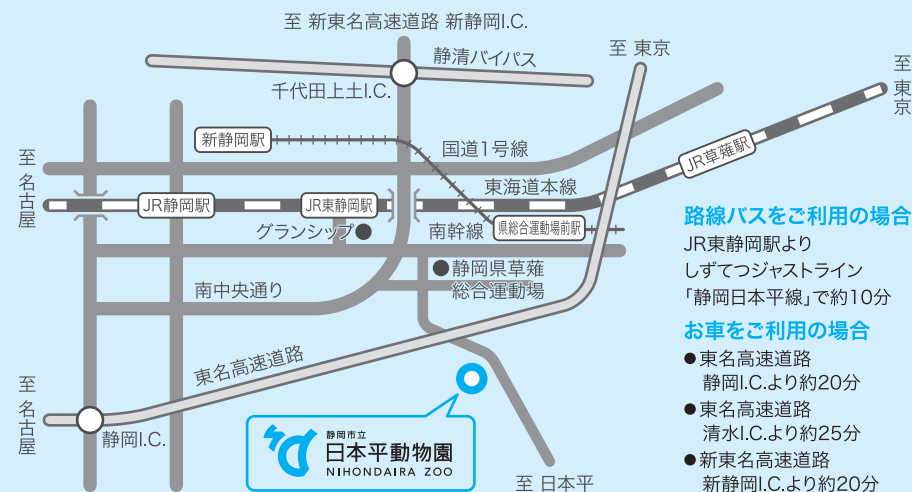 至 新東名高速道路 新静岡I.C.
静清バイパス
至 東京
千代田上土I.C.
至 東京
新静岡駅
国道1号線
JR草薙駅
至 名古屋
東海道本線
JR静岡駅
JR東静岡駅
グランシップ
南幹線
県総合運動場前駅
静岡県草薙
総合運動場
南中央通り
東名高速道路
至 名古屋
静岡I.C.
静岡市立
日本平動物園
NIHONDAIRA ZOO
至 日本平
路線バスをご利用の場合
JR東静岡駅より
しずてつジャストライン
「静岡日本平線」で約10分
お車をご利用の場合
●東名高速道路
静岡I.C.より約20分
●東名高速道路
清水I.C.より約25分
●新東名高速道路
新静岡I.C.より約20分